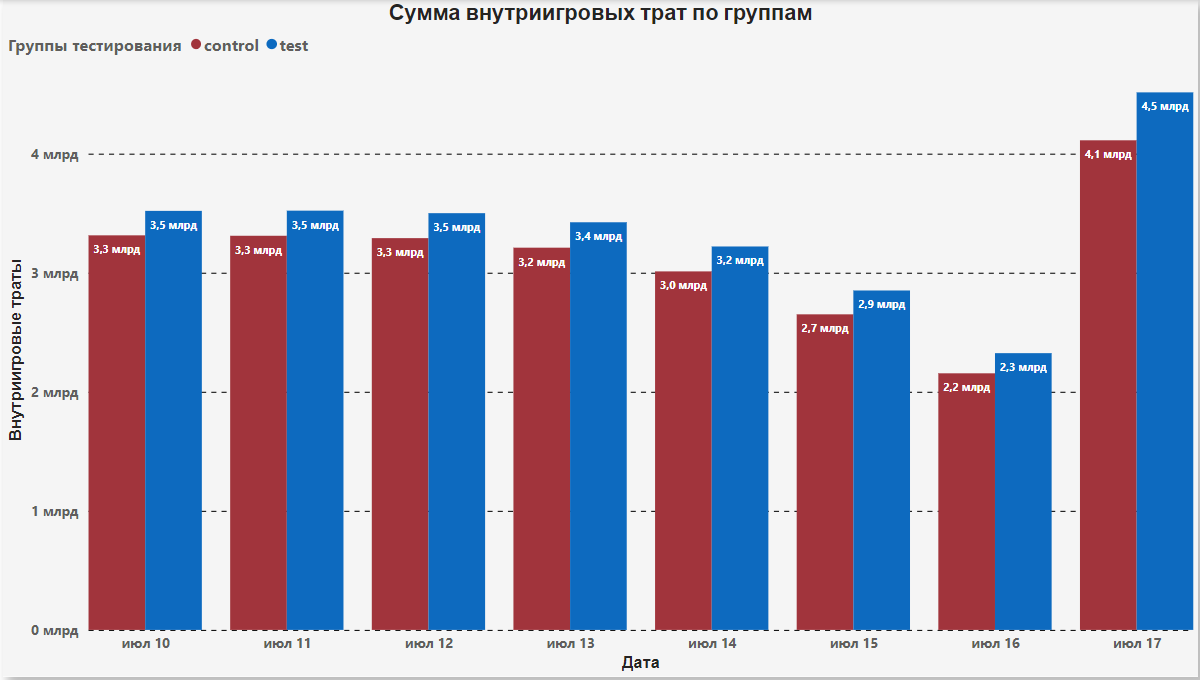 Сумма внутриигровых трат по группам
Группы тестирования control test
4 млрд
3 млрд
2 млрд
1 млрд
0 млрд
Внутриигровые траты
3,3 млрд 3,5 млрд
3,3 млрд 3,5 млрд
3,3 млрд 3,5 млрд
3,2 млрд 3,4 млрд
3,0 млрд 3,2 млрд
2,7 млрд 2,9 млрд
2,2 млрд 2,3 млрд
4,1 млрд 4,5 млрд
июл 10 июл 11 июл 12 июл 13 июл 14 июл 15 июл 16 июл 17
Дата